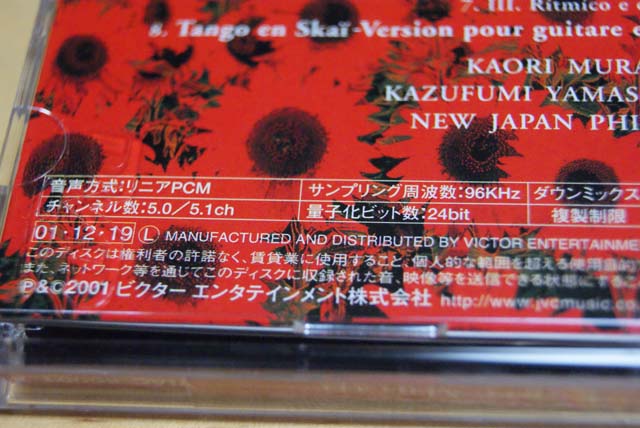 7. III. Ritmico e
8. Tango en Skaï-Version pour guitare e
KAORI MURA
KAZUFUMI YAMAS
NEW JAPAN PHI
音声方式:リニアPCM サンプリング周波数:96KHz ダウンミックス
チャンネル数:5.0/5.1ch 量子化ビット数:24bit 複製制限
01・12・19 Ⓛ MANUFACTURED AND DISTRIBUTED BY VICTOR ENTERTAINME
このディスクは権利者の許諾なく、賃貸業に使用すること、個人的な範囲を超える使用目的
また、ネットワーク等を通じてこのディスクに収録された音、映像等を送信できる状態にするこ
P&C2001 ビクター エンタテインメント株式会社 http://www.jvcmusic.co